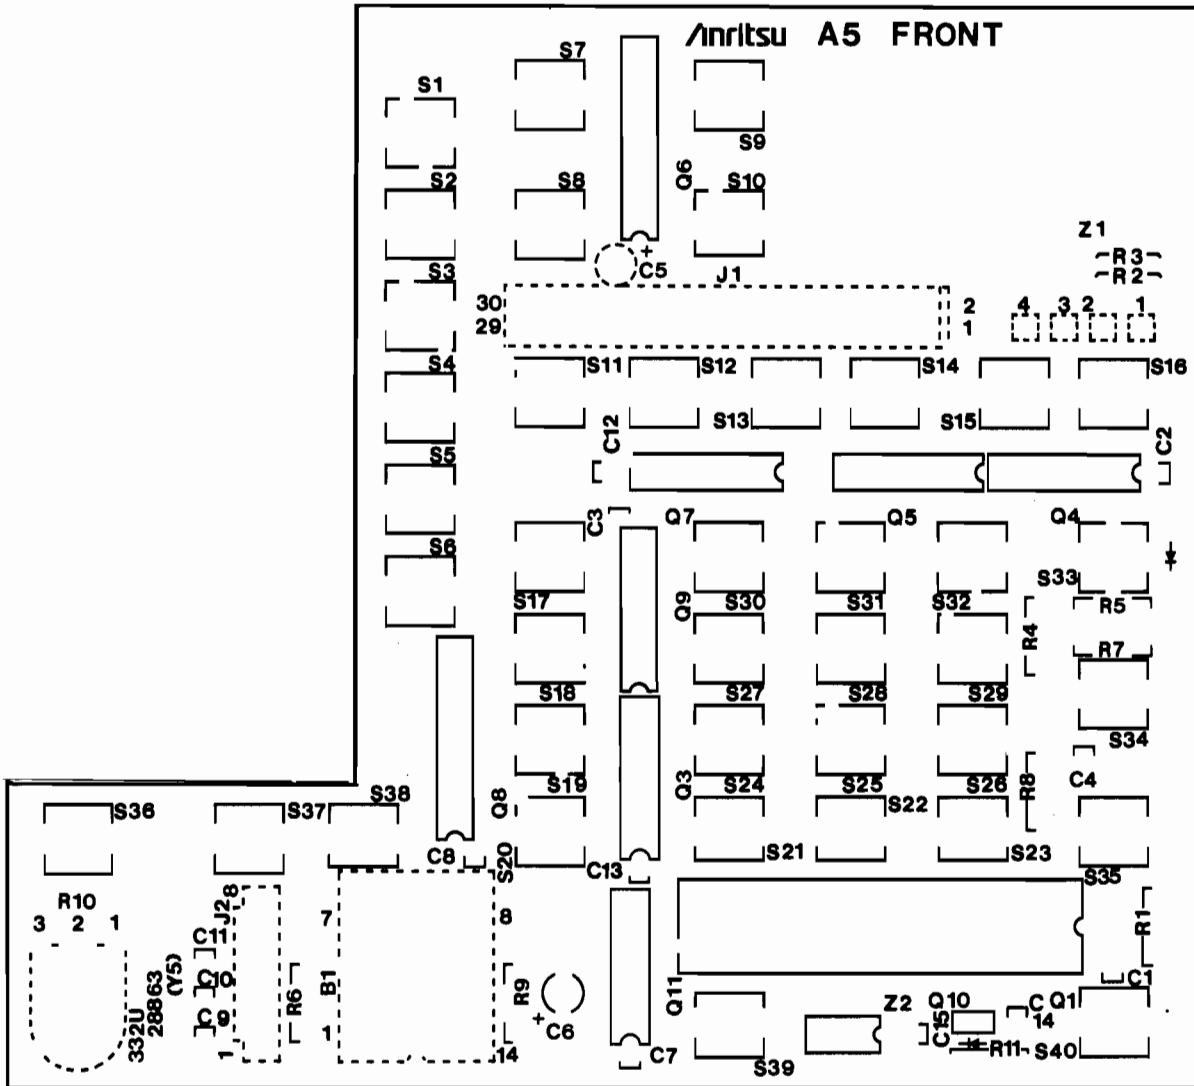 Anritsu A5 FRONT
S7
S1
S9
S2
S8
Q6
S10
Z1
+
C5
R3
R2
S3
J1
30
29
2
1
4
3
2
1
S4
S11
S12
S14
S16
S13
S15
C12
C2
S5
C3
Q7
Q5
Q4
S6
S33
S17
Q9
S30
S31
S32
R4
R5
R7
S18
S27
S28
S29
S34
S19
Q3
S24
S25
S26
R8
C4
S36
S37
S38
Q8
S22
C8
S20
C13
S21
S23
S35
R10
3 2 1
J2
8
7
8
R1
C11
C10
C9
332U
28863
(Y5)
1
R6
B1
1
14
R9
+
C6
C7
Q11
S39
Z2
C15
Q10
C14
Q1
C1
R11
S40